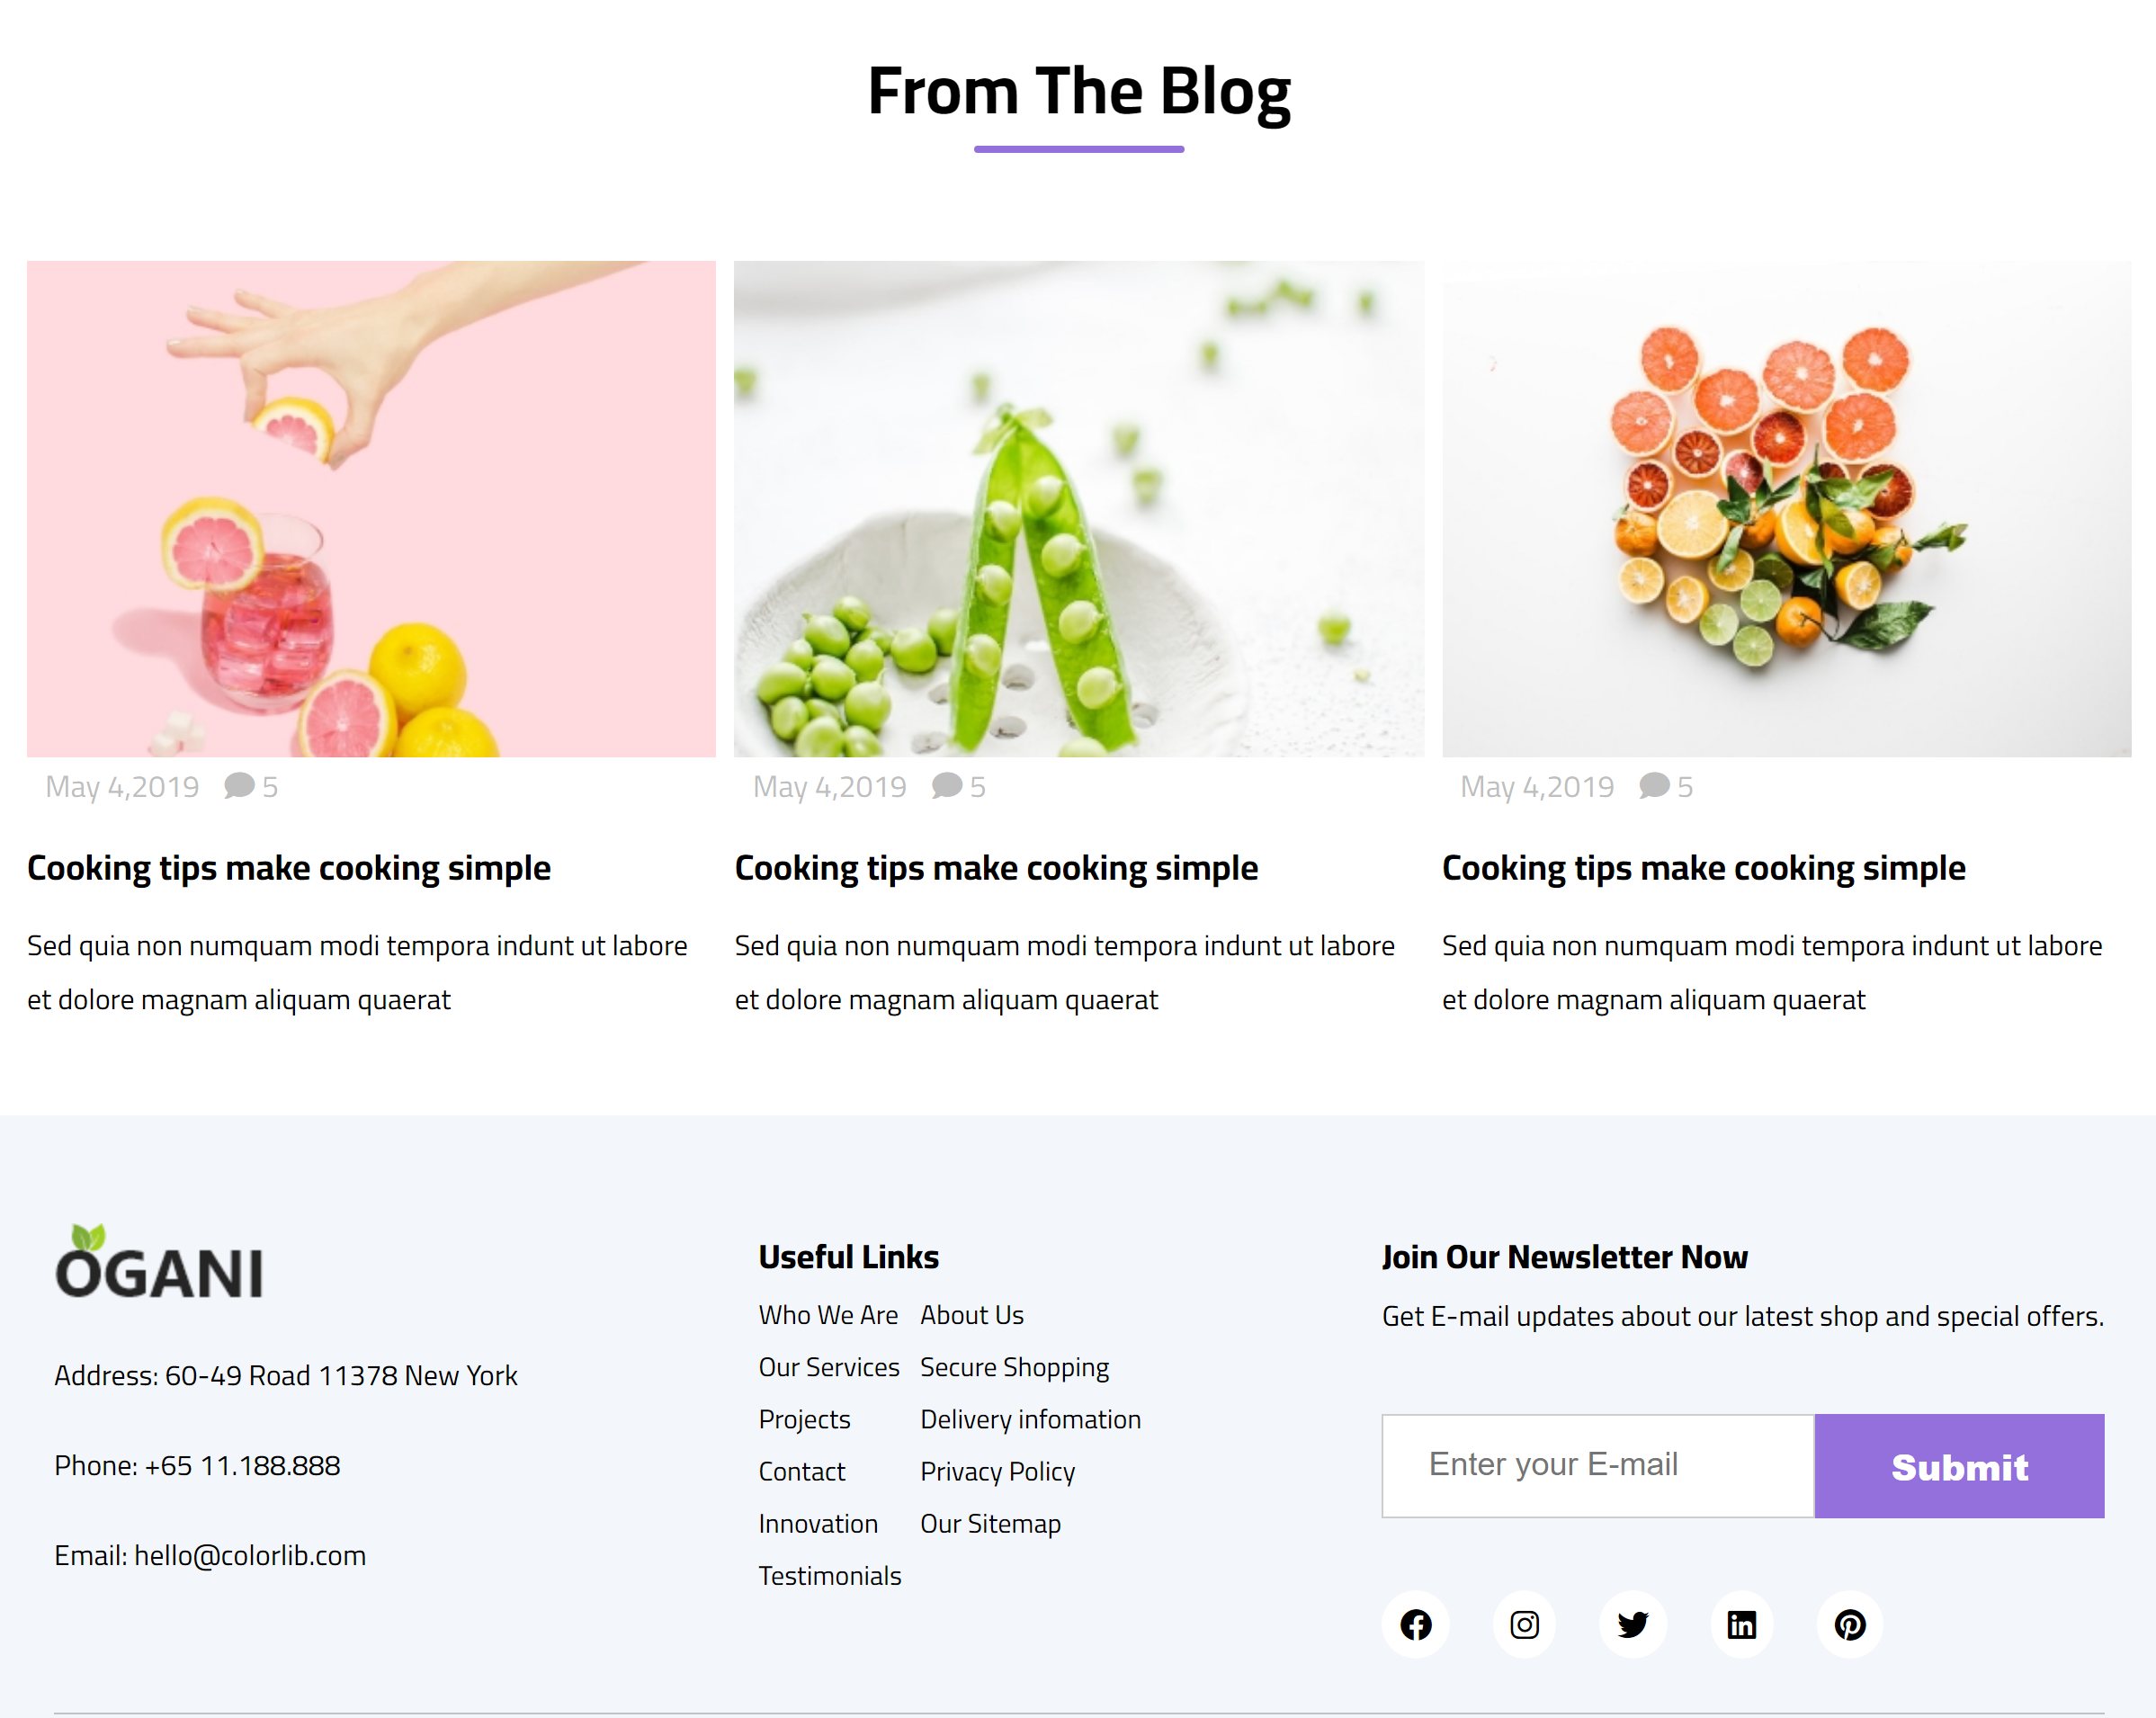 From The Blog
May 4,2019 5
Cooking tips make cooking simple
Sed quia non numquam modi tempora indunt ut labore
et dolore magnam aliquam quaerat
May 4,2019 5
Cooking tips make cooking simple
Sed quia non numquam modi tempora indunt ut labore
et dolore magnam aliquam quaerat
May 4,2019 5
Cooking tips make cooking simple
Sed quia non numquam modi tempora indunt ut labore
et dolore magnam aliquam quaerat
OGANI
Address: 60-49 Road 11378 New York
Phone: +65 11.188.888
Email: hello@colorlib.com
Useful Links
Who We Are
Our Services
Projects
Contact
Innovation
Testimonials
About Us
Secure Shopping
Delivery infomation
Privacy Policy
Our Sitemap
Join Our Newsletter Now
Get E-mail updates about our latest shop and special offers.
Enter your E-mail
Submit